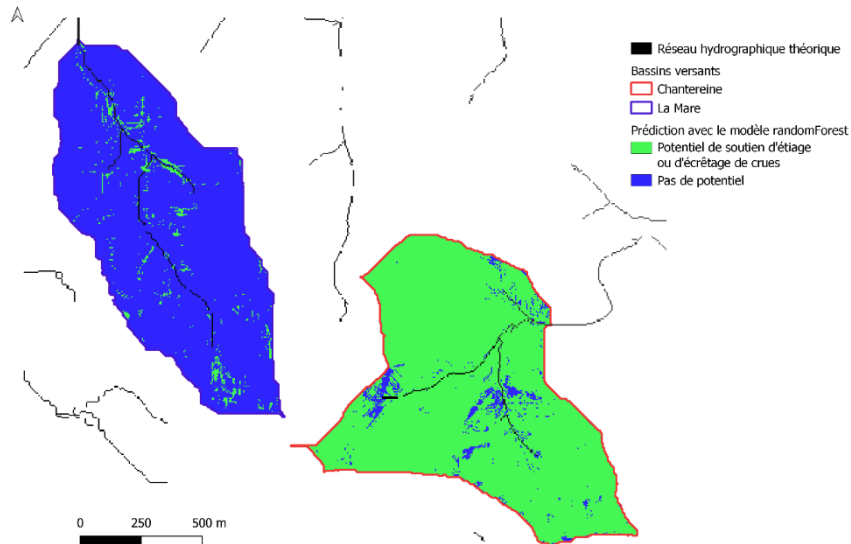 Réseau hydrographique théorique
Bassins versants
Chantereine
La Mare
Prédiction avec le modèle randomForest
Potentiel de soutien d'étiage
ou d'écrêtage de crues
Pas de potentiel
0 250 500 m